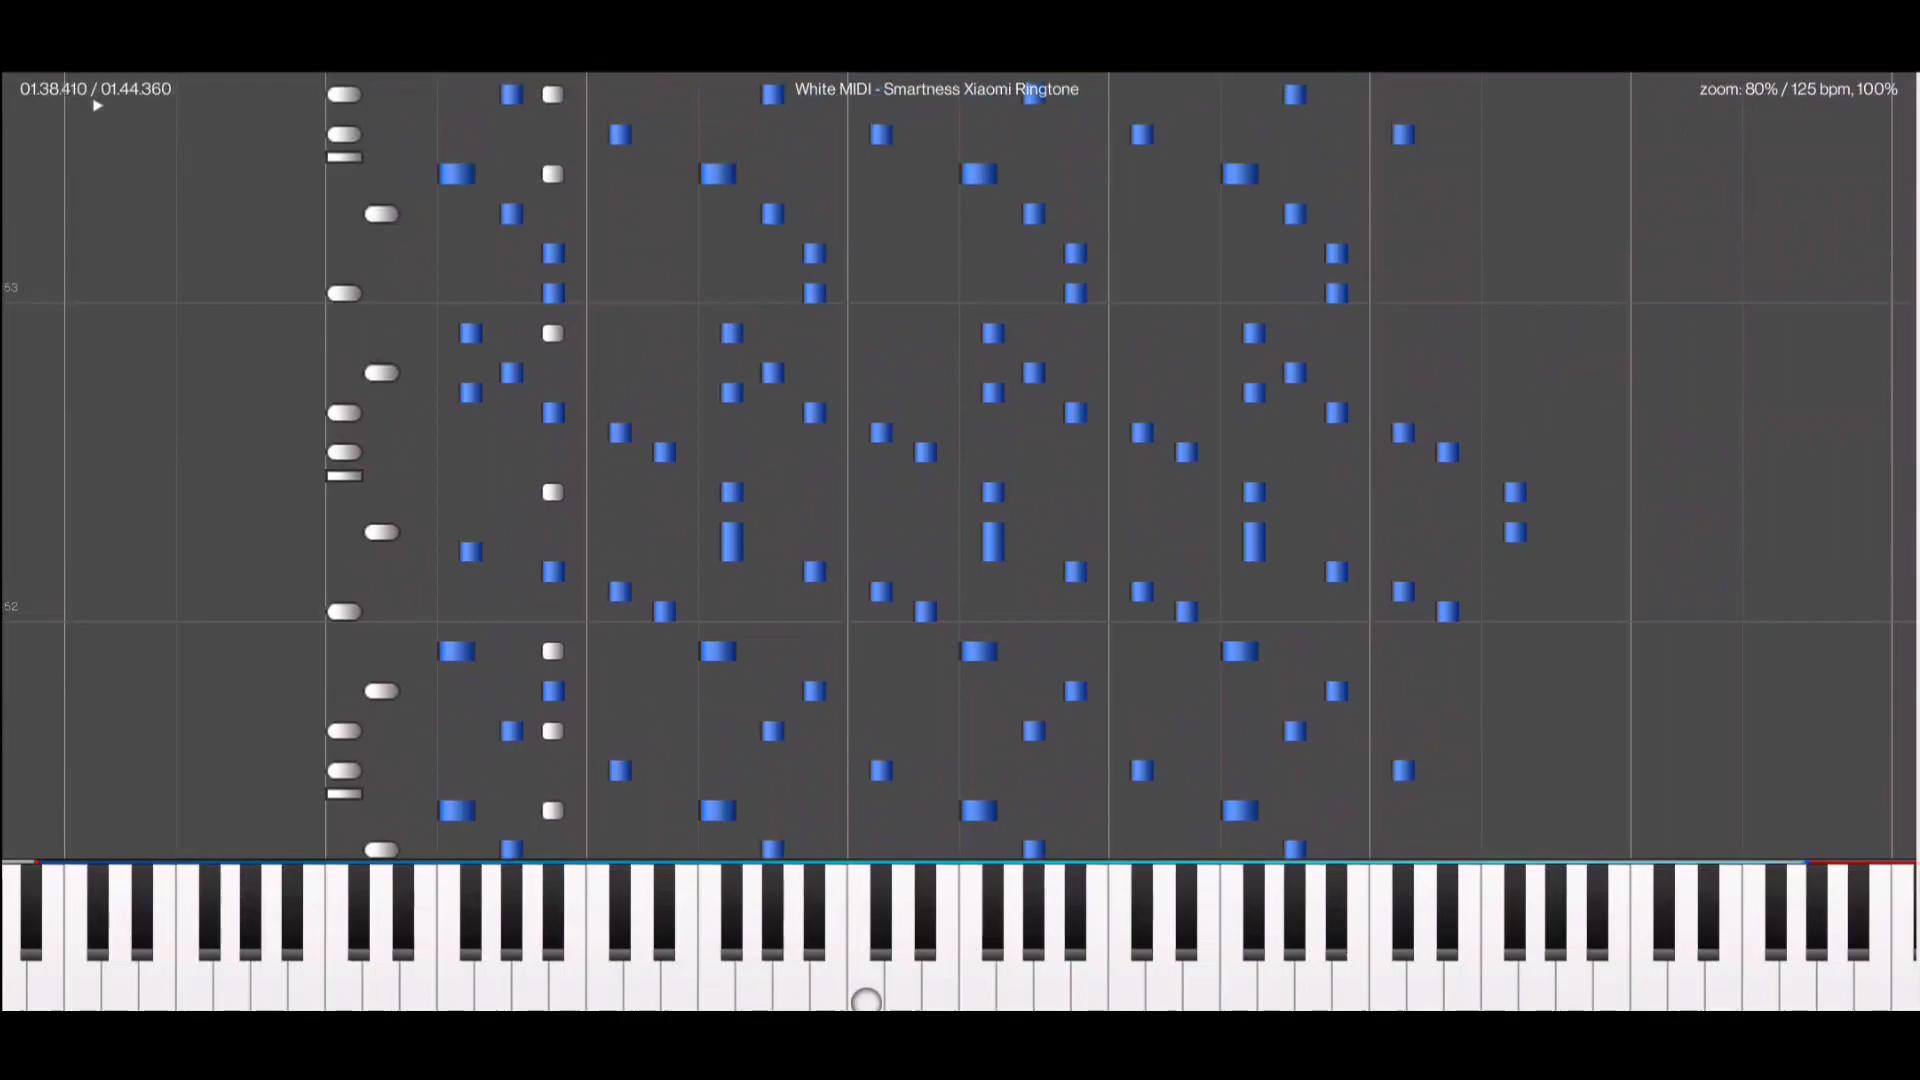 01.38.410 / 01.44.360
White MIDI - Smartness Xiaomi Ringtone
zoom: 80% / 125 bpm, 100%
53
52